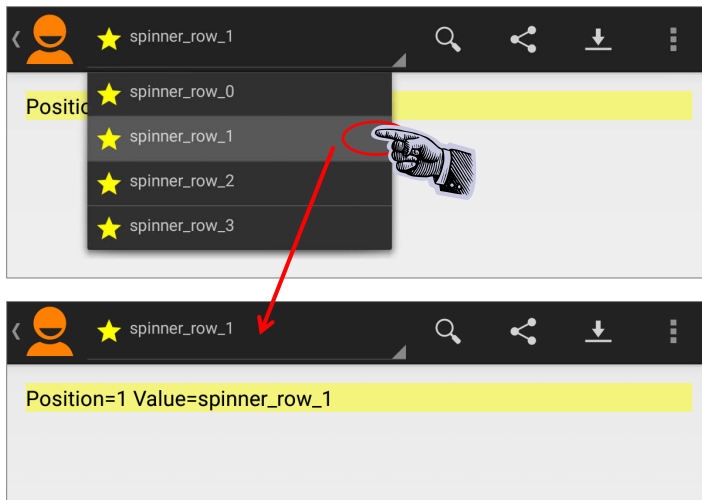 spinner_row_1
spinner_row_0
Positio
spinner_row_1
spinner_row_2
spinner_row_3
spinner_row_1
Position=1 Value=spinner_row_1